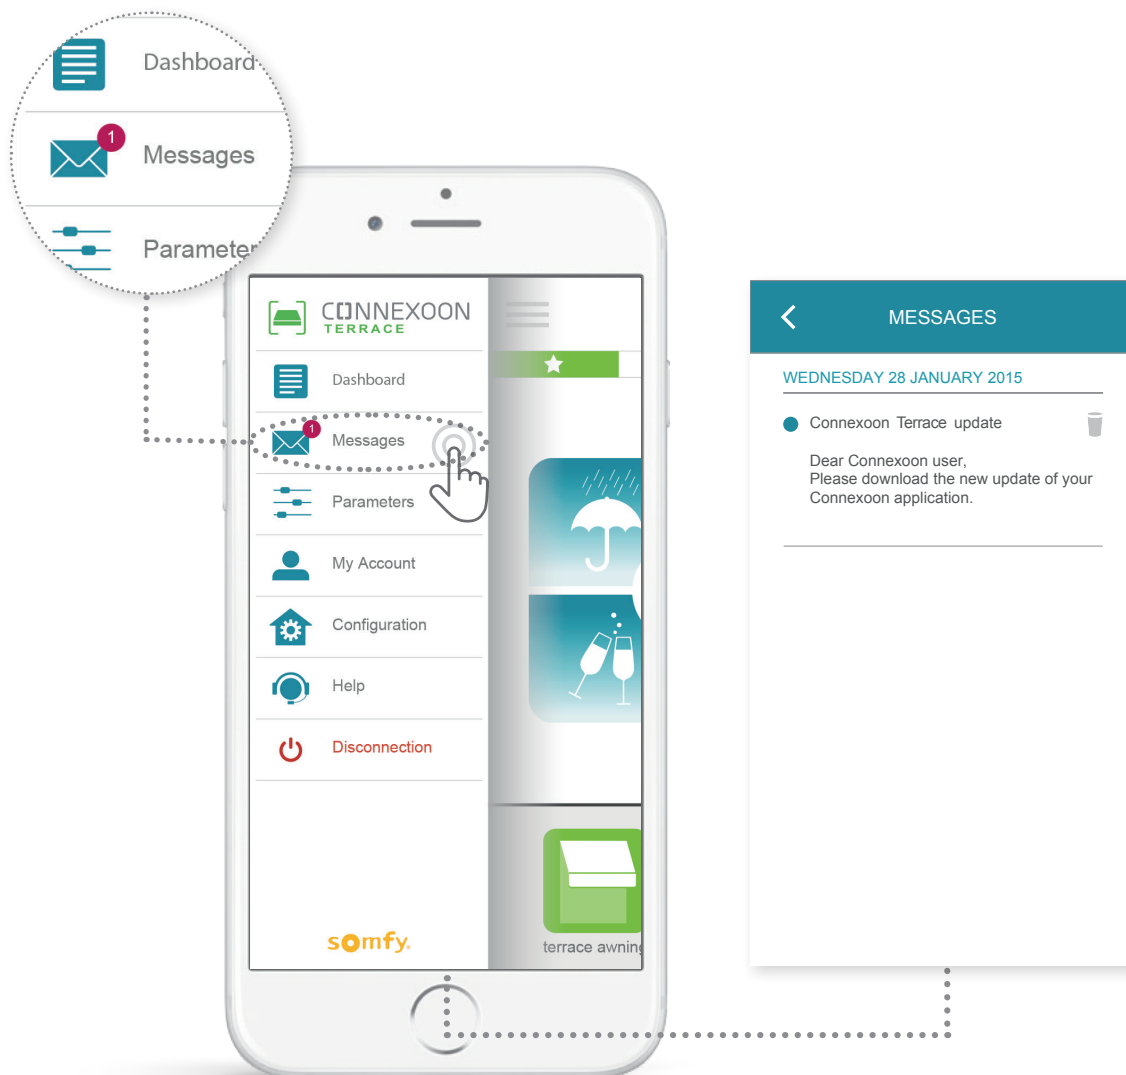 Dashboard
1
Messages
Parameter
CONNEXOON
TERRACE
Dashboard
1
Messages
Parameters
My Account
Configuration
Help
Disconnection
somfy.
terrace awning
MESSAGES
WEDNESDAY 28 JANUARY 2015
Connexoon Terrace update
Dear Connexoon user,
Please download the new update of your
Connexoon application.